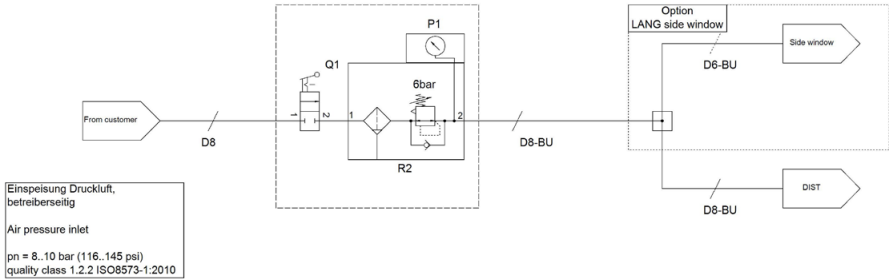 Option
LANG side window
P1
Side window
Q1
D6-BU
6bar
From customer
1
2
1
2
D8
D8-BU
R2
Einspeisung Druckluft,
betreiberseitig
DIST
D8-BU
Air pressure inlet
pn = 8..10 bar (116..145 psi)
quality class 1.2.2 ISO8573-1:2010